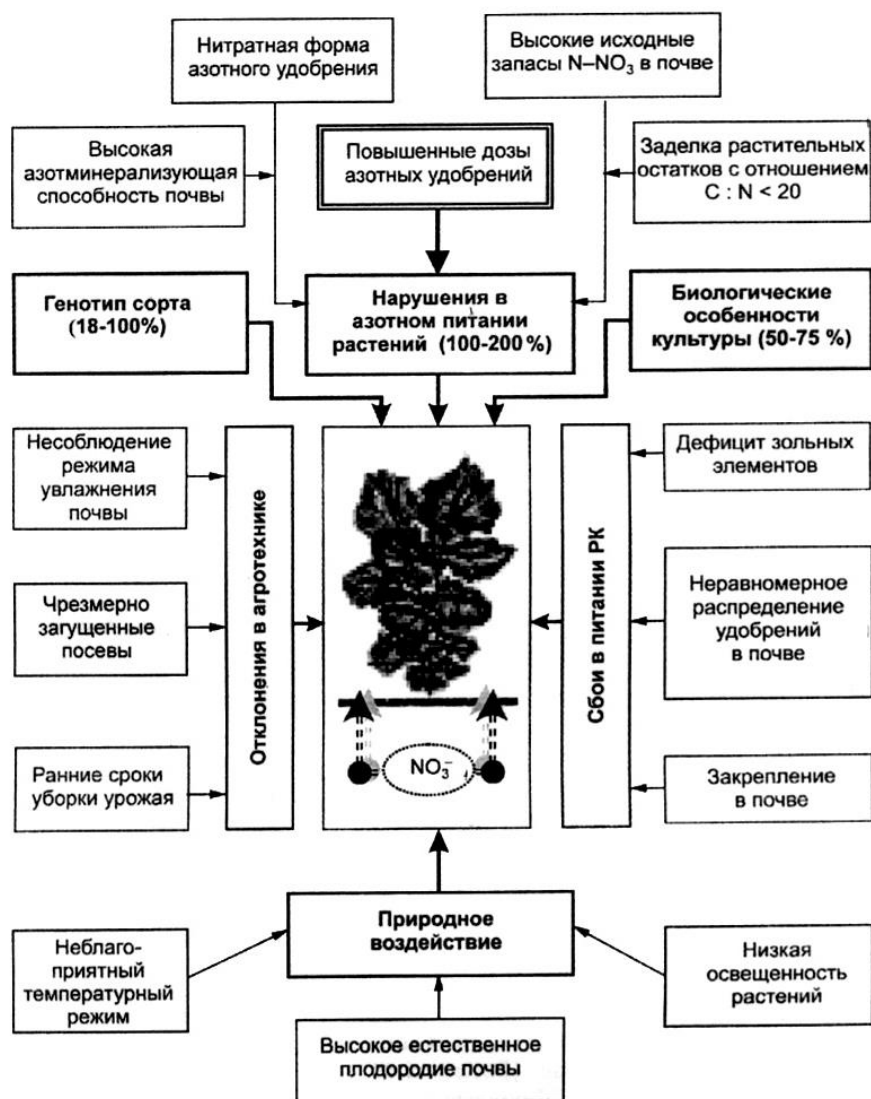 Нитратная форма
азотного удобрения
Высокие исходные
запасы N–NO₃ в почве
Высокая
азотминерализующая
способность почвы
Повышенные дозы
азотных удобрений
Заделка растительных
остатков с отношением
C : N < 20
Генотип сорта
(18-100%)
Нарушения в
азотном питании
растений (100-200 %)
Биологические
особенности
культуры (50-75 %)
Несоблюдение
режима
увлажнения
почвы
Чрезмерно
загущенные
посевы
Ранние сроки
уборки урожая
Отклонения в агротехнике
NO₃⁻
Сбои в питании РК
Дефицит зольных
элементов
Неравномерное
распределение
удобрений
в почве
Закрепление
в почве
Природное
воздействие
Неблаго-
приятный
температурный
режим
Высокое естественное
плодородие почвы
Низкая
освещенность
растений